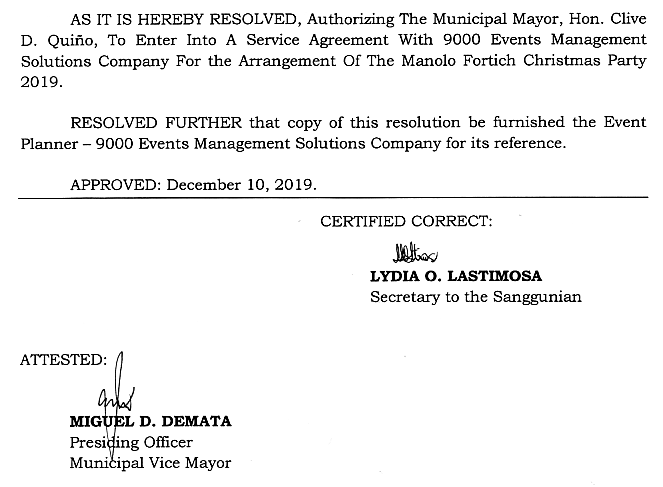 AS IT IS HEREBY RESOLVED, Authorizing The Municipal Mayor, Hon. Clive
D. Quiño, To Enter Into A Service Agreement With 9000 Events Management
Solutions Company For the Arrangement Of The Manolo Fortich Christmas Party
2019.
RESOLVED FURTHER that copy of this resolution be furnished the Event
Planner – 9000 Events Management Solutions Company for its reference.
APPROVED: December 10, 2019.
CERTIFIED CORRECT:
LYDIA O. LASTIMOSA
Secretary to the Sanggunian
ATTESTED:
MIGUEL D. DEMATA
Presiding Officer
Municipal Vice Mayor